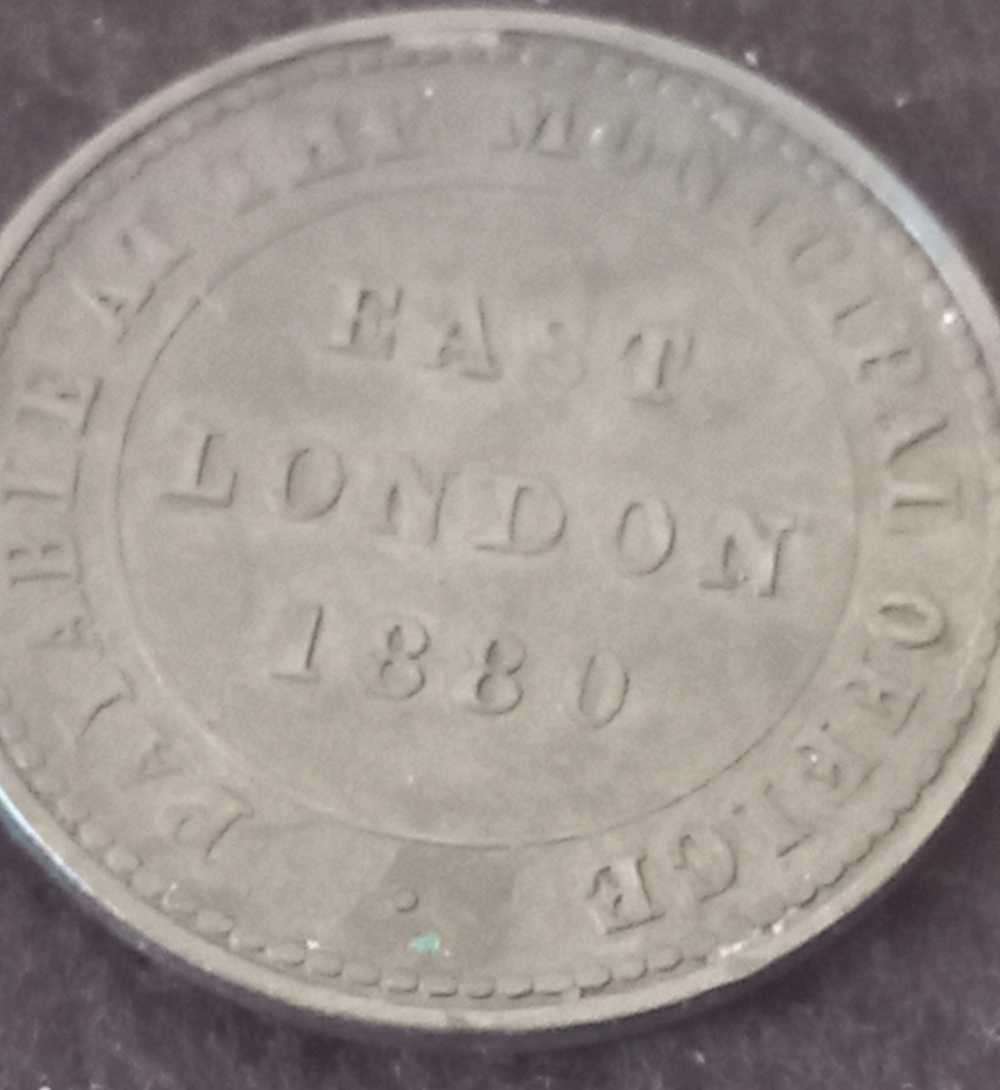 PAYABLE AT THE MUNICIPAL OFFICE
EAST
LONDON
1880